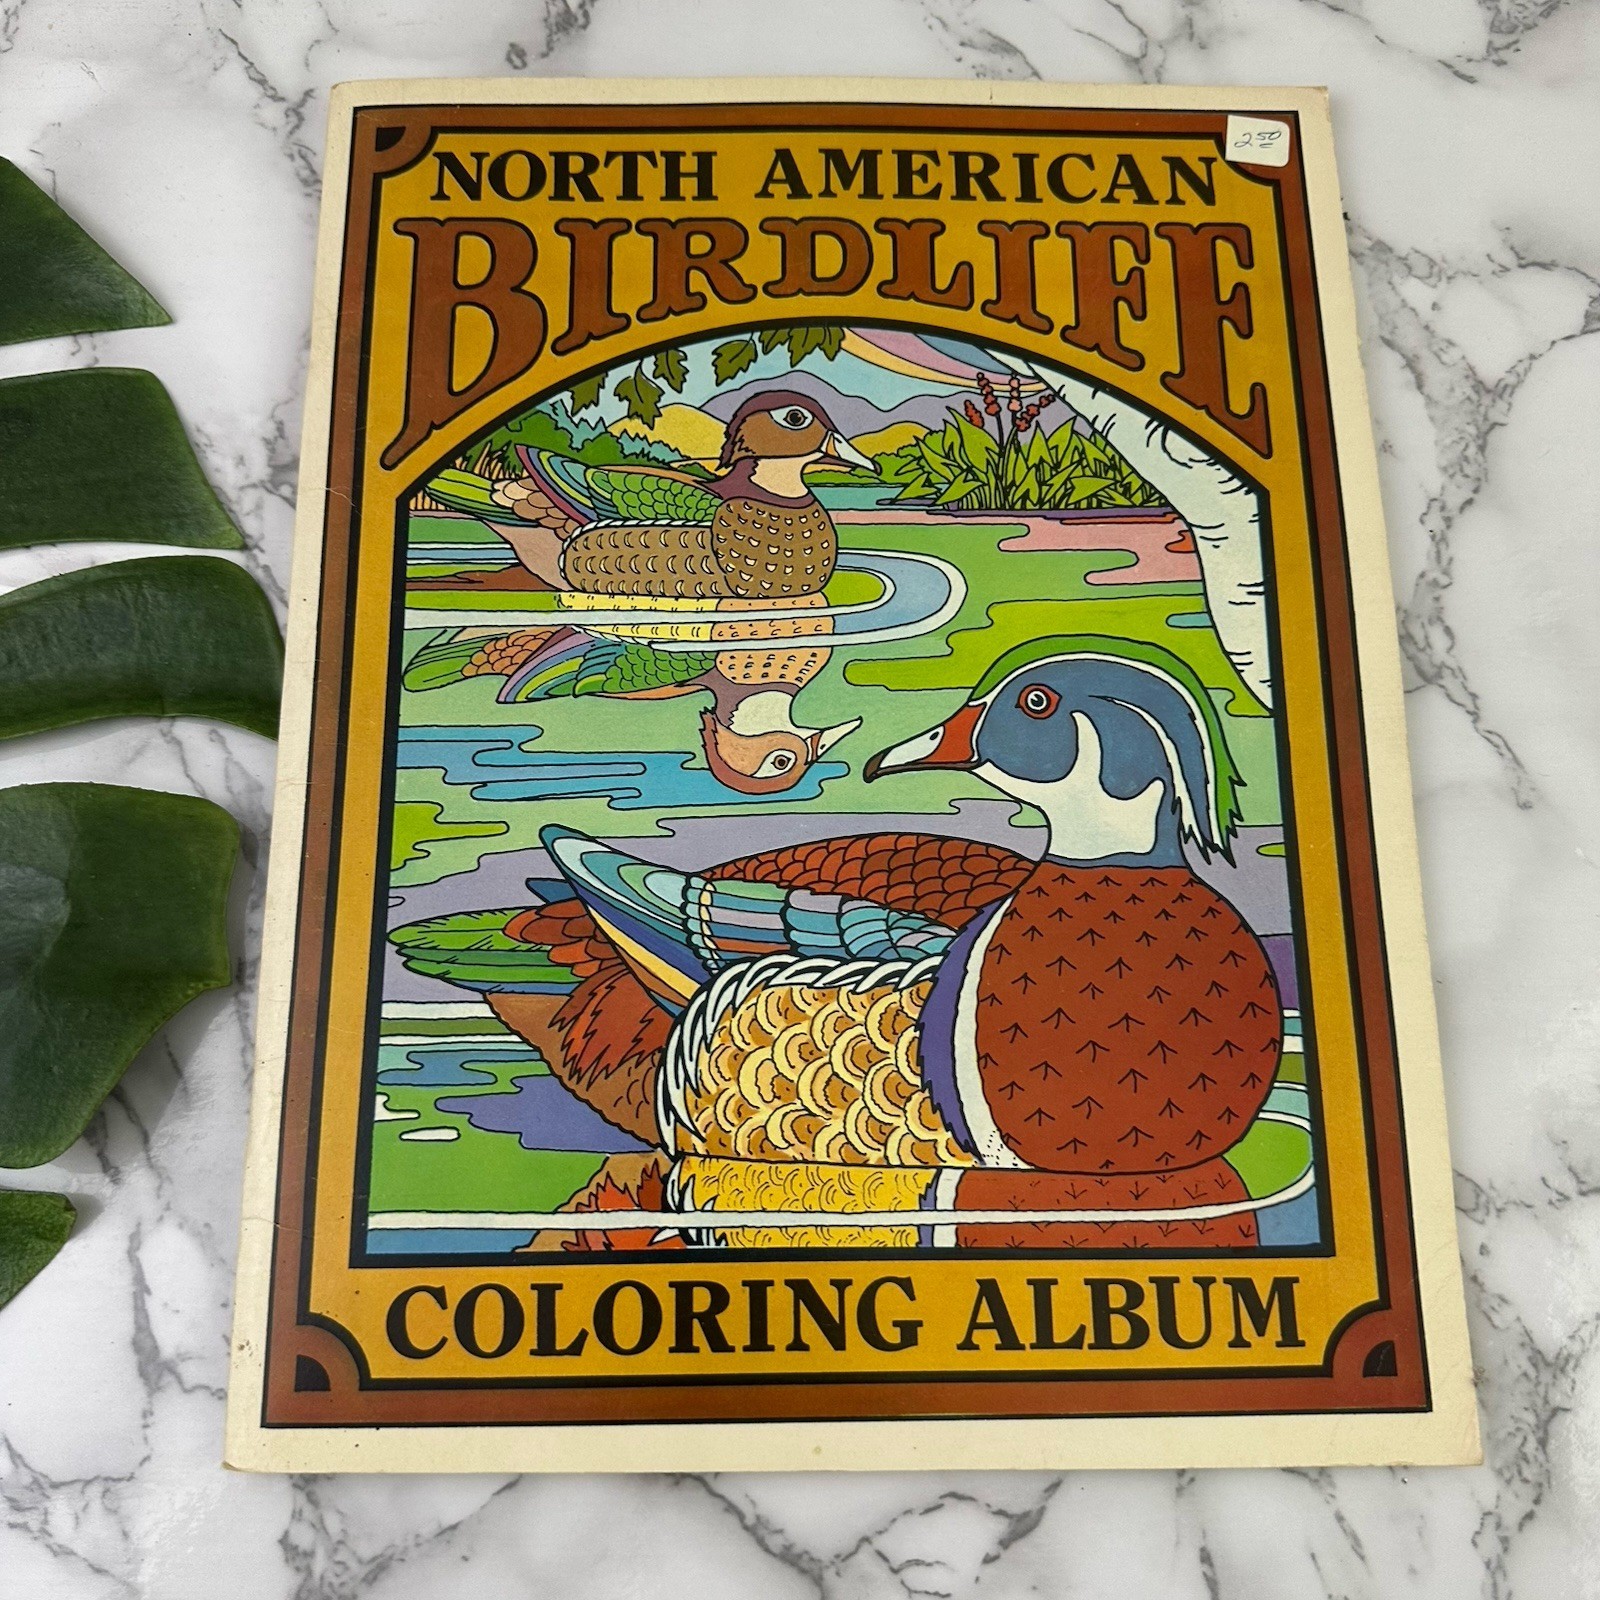 2.50
NORTH AMERICAN
BIRDLIFE
COLORING ALBUM